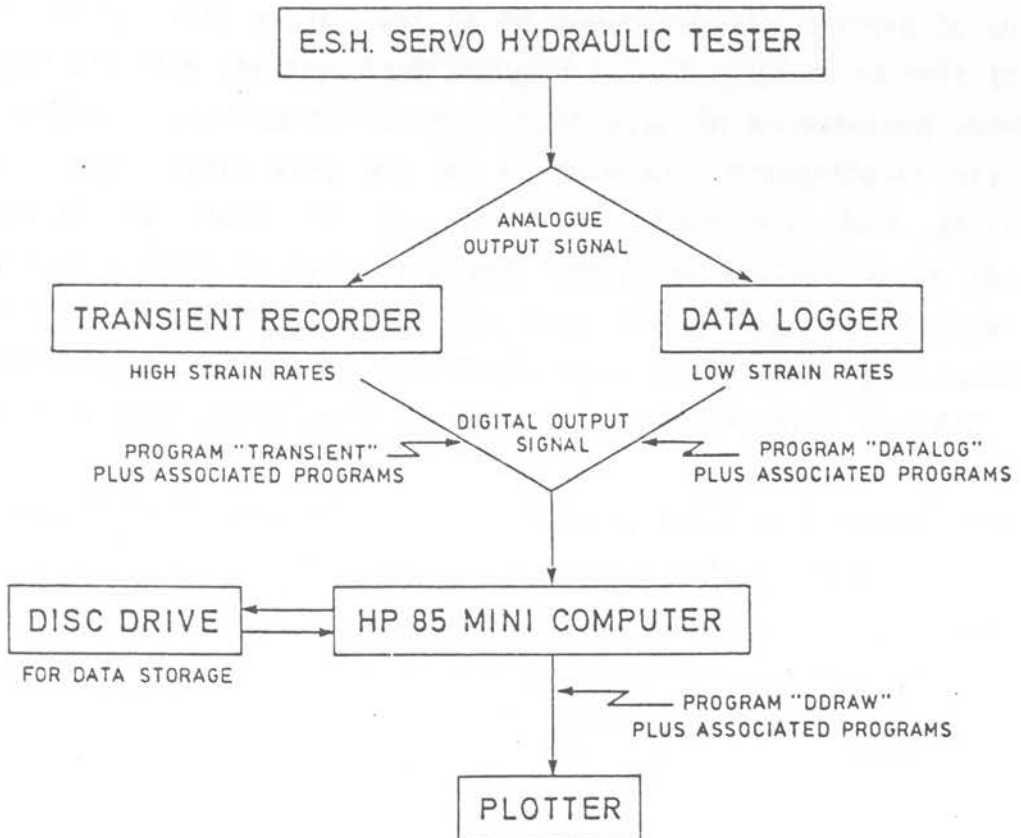 E.S.H. SERVO HYDRAULIC TESTER
ANALOGUE
OUTPUT SIGNAL
TRANSIENT RECORDER
DATA LOGGER
HIGH STRAIN RATES
LOW STRAIN RATES
DIGITAL OUTPUT
SIGNAL
PROGRAM "TRANSIENT"
PLUS ASSOCIATED PROGRAMS
PROGRAM "DATALOG"
PLUS ASSOCIATED PROGRAMS
DISC DRIVE
HP 85 MINI COMPUTER
FOR DATA STORAGE
PROGRAM "DDRAW"
PLUS ASSOCIATED PROGRAMS
PLOTTER